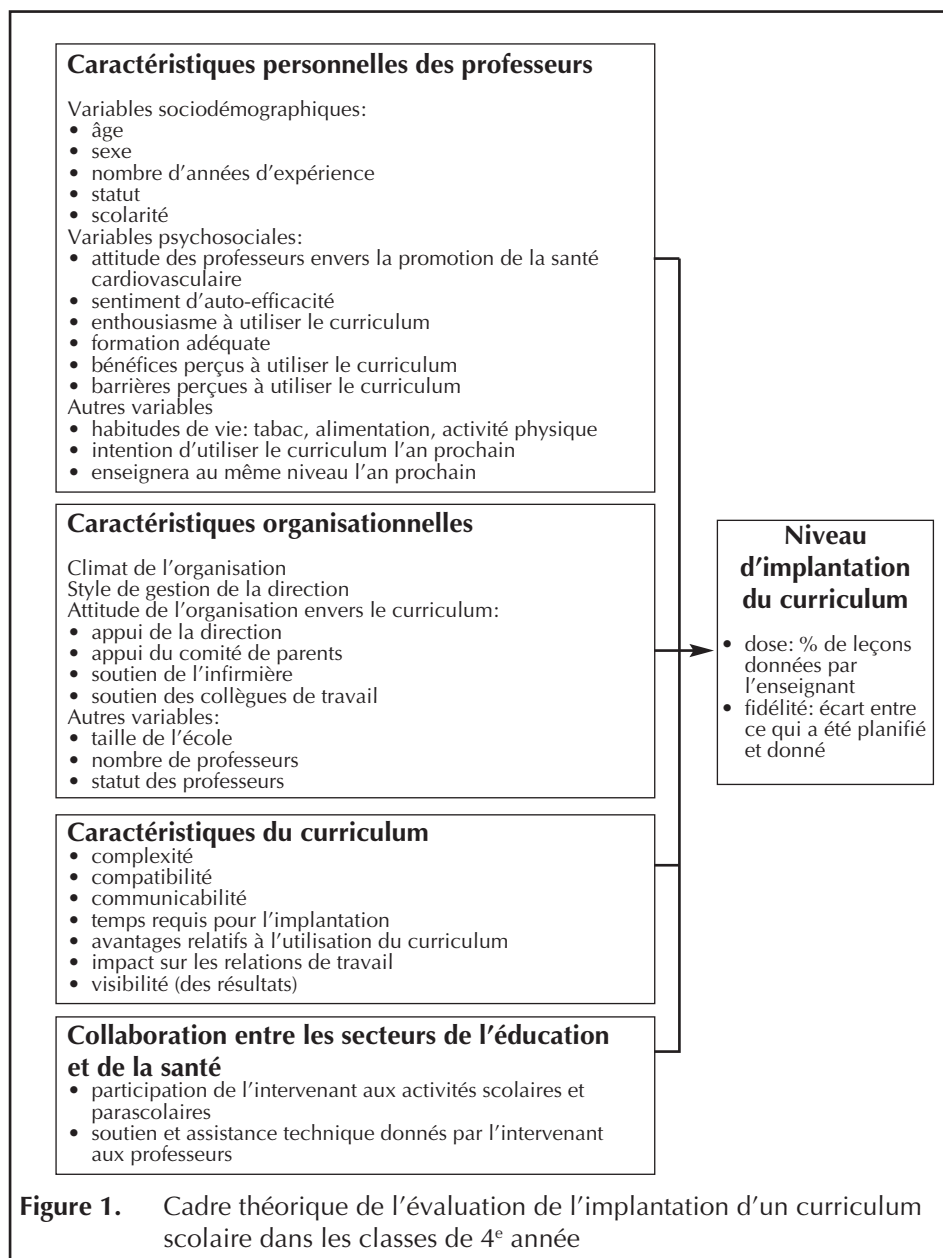 Caractéristiques personnelles des professeurs
Variables sociodémographiques:
• âge
• sexe
• nombre d'années d'expérience
• statut
• scolarité
Variables psychosociales:
• attitude des professeurs envers la promotion de la santé
cardiovasculaire
• sentiment d'auto-efficacité
• enthousiasme à utiliser le curriculum
• formation adéquate
• bénéfices perçus à utiliser le curriculum
• barrières perçues à utiliser le curriculum
Autres variables
• habitudes de vie: tabac, alimentation, activité physique
• intention d'utiliser le curriculum l'an prochain
• enseignera au même niveau l'an prochain
Caractéristiques organisationnelles
Climat de l'organisation
Style de gestion de la direction
Attitude de l'organisation envers le curriculum:
• appui de la direction
• appui du comité de parents
• soutien de l'infirmière
• soutien des collègues de travail
Autres variables:
• taille de l'école
• nombre de professeurs
• statut des professeurs
Caractéristiques du curriculum
• complexité
• compatibilité
• communicabilité
• temps requis pour l'implantation
• avantages relatifs à l'utilisation du curriculum
• impact sur les relations de travail
• visibilité (des résultats)
Collaboration entre les secteurs de l'éducation
et de la santé
• participation de l'intervenant aux activités scolaires et
parascolaires
• soutien et assistance technique donnés par l'intervenant
aux professeurs
Niveau
d'implantation
du curriculum
• dose: % de leçons
données par
l'enseignant
• fidélité: écart entre
ce qui a été planifié
et donné
Figure 1. Cadre théorique de l'évaluation de l'implantation d'un curriculum
scolaire dans les classes de 4e année